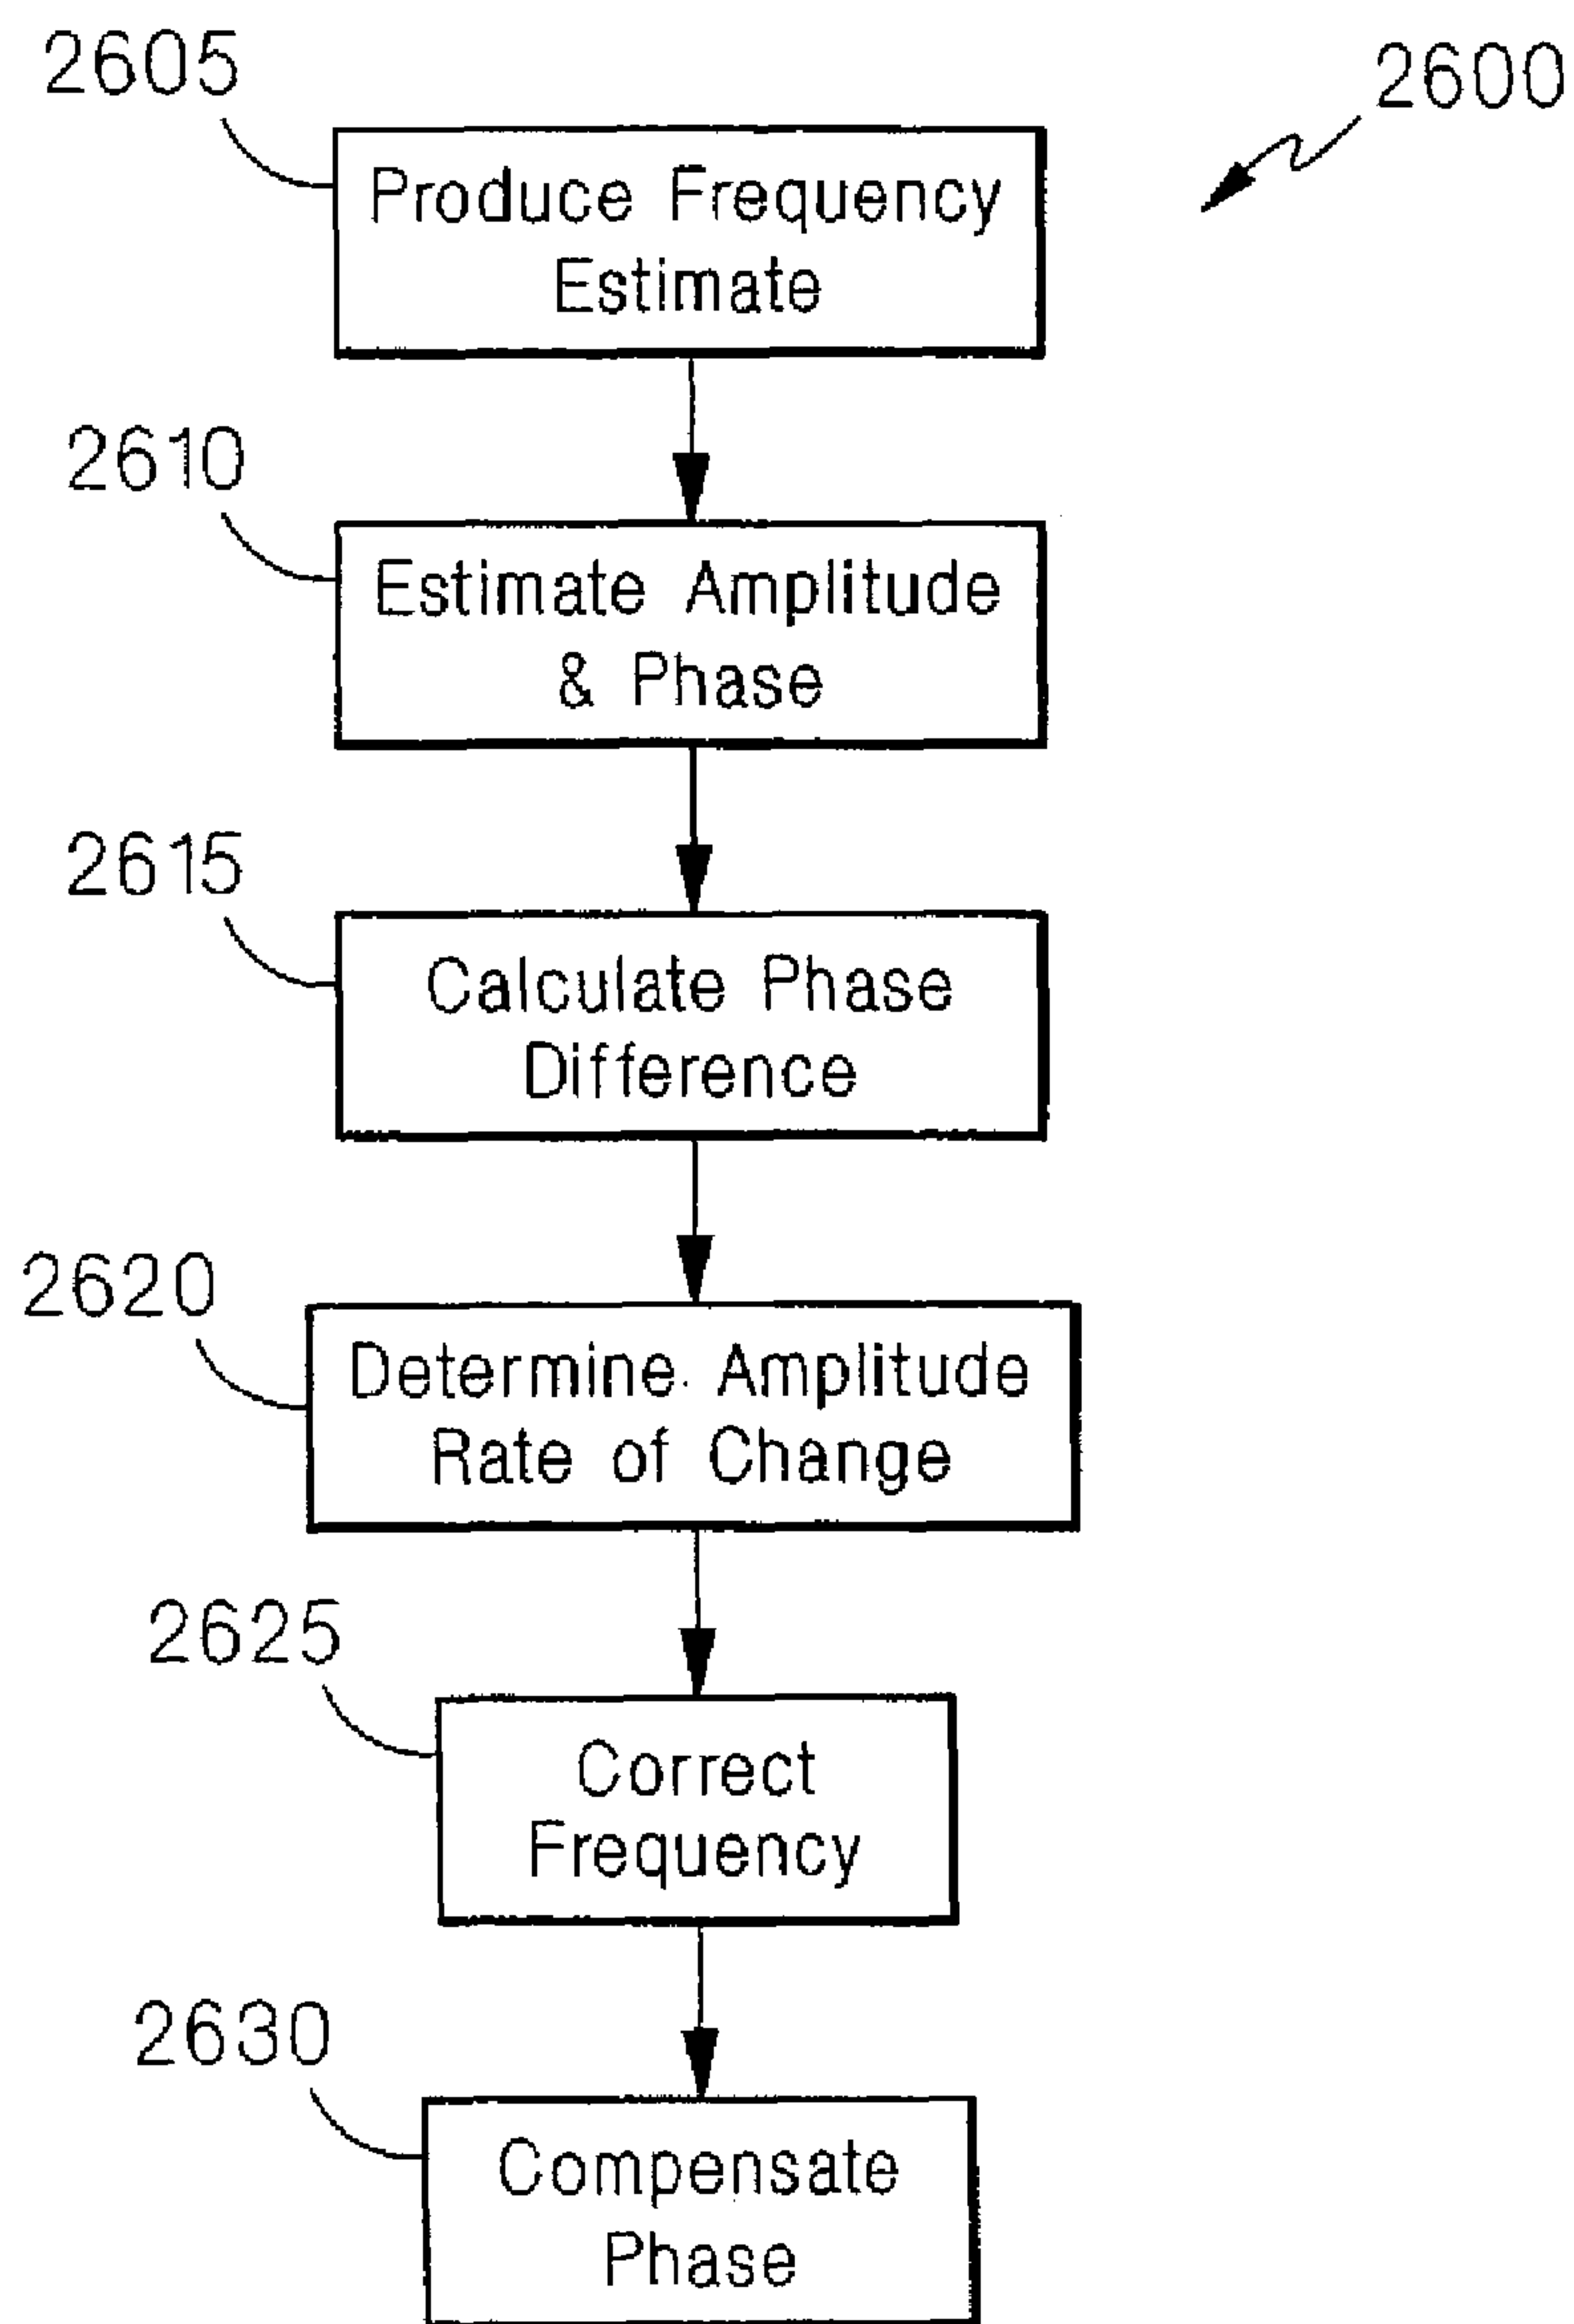 2605
2600
Produce Frequency
Estimate
2610
Estimate Amplitude
& Phase
2615
Calculate Phase
Difference
2620
Determine Amplitude
Rate of Change
2625
Correct
Frequency
2630
Compensate
Phase